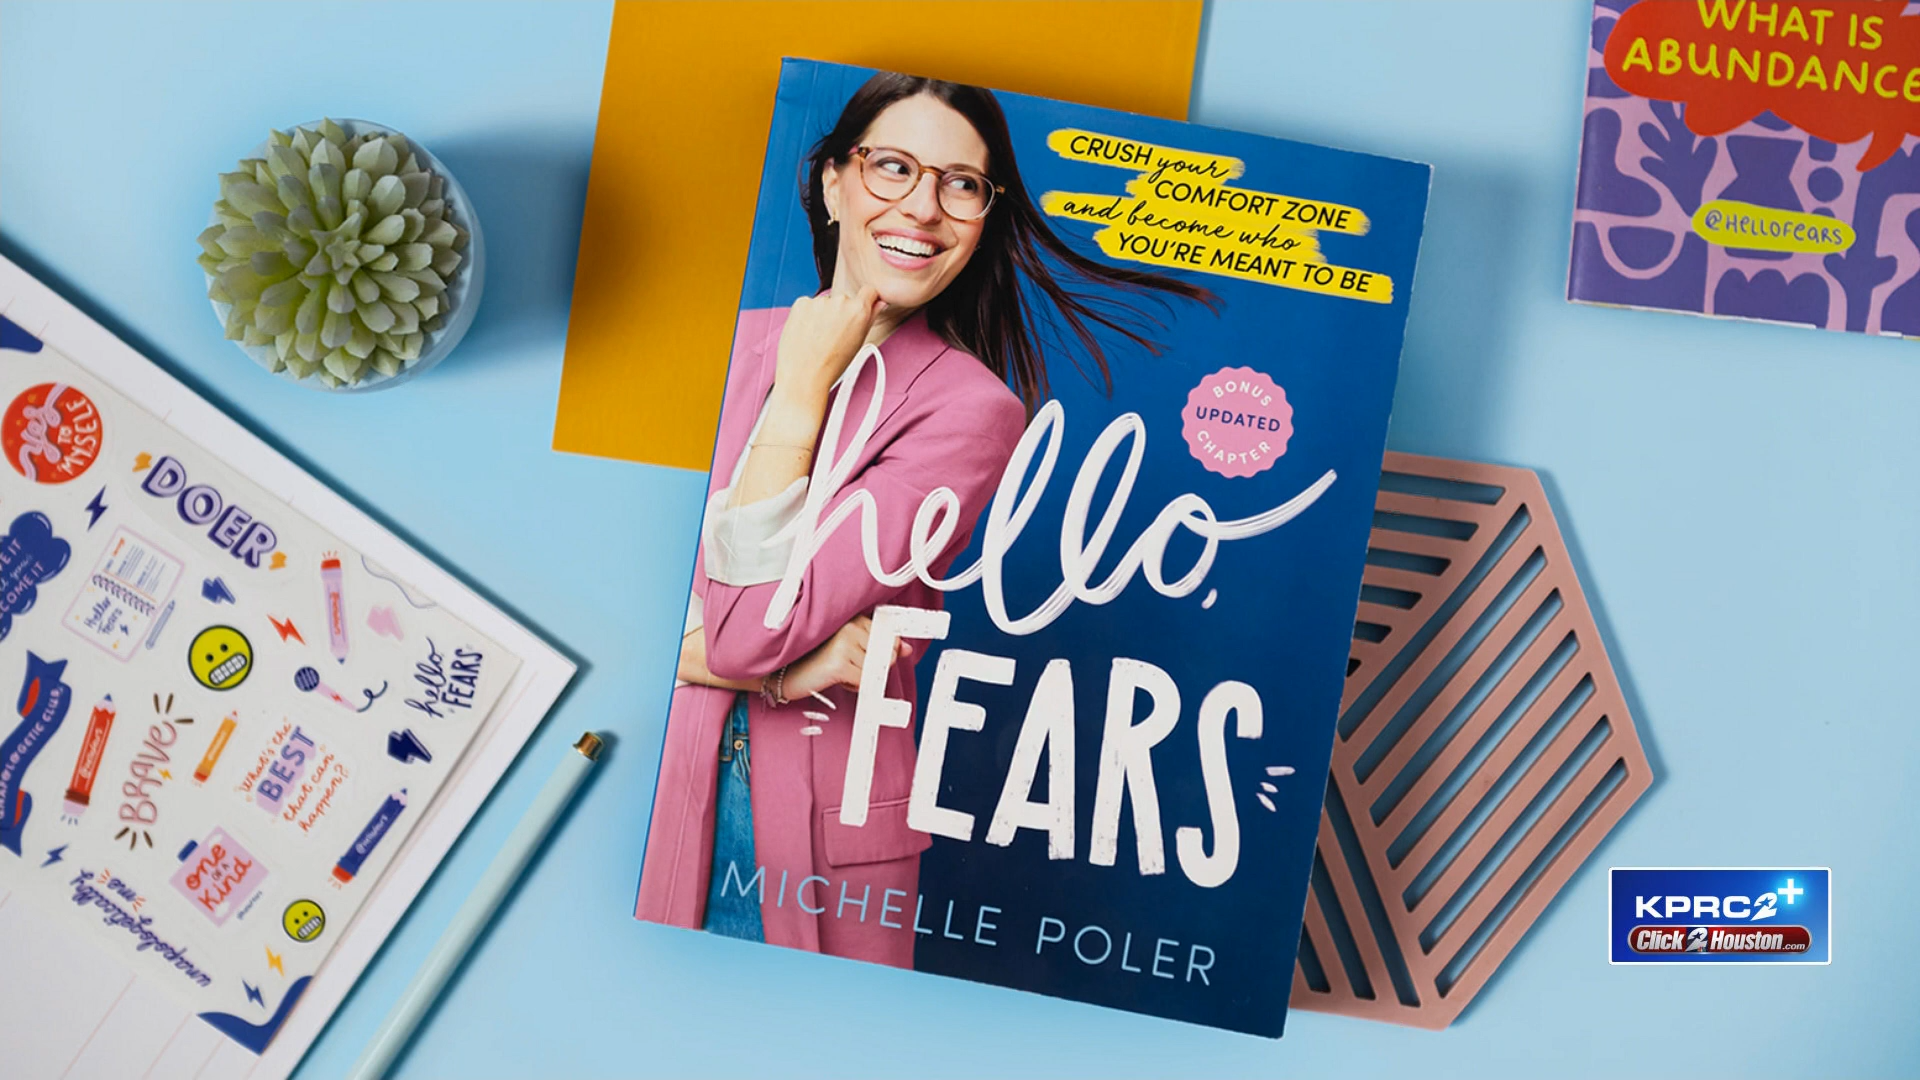 WHAT IS
ABUNDANCE
@HELLOFEARS
CRUSH your
COMFORT ZONE
and become who
YOU'RE MEANT TO BE
BONUS
UPDATED
CHAPTER
hello,
FEARS
MICHELLE POLER
Yes
TO
MYSELF
DOER
hello
FEARS
BRAVE
"What's the
BEST
that can
happen?"
one
OF A
Kind
unapologetically
me
KPRC2+
Click2Houston.com